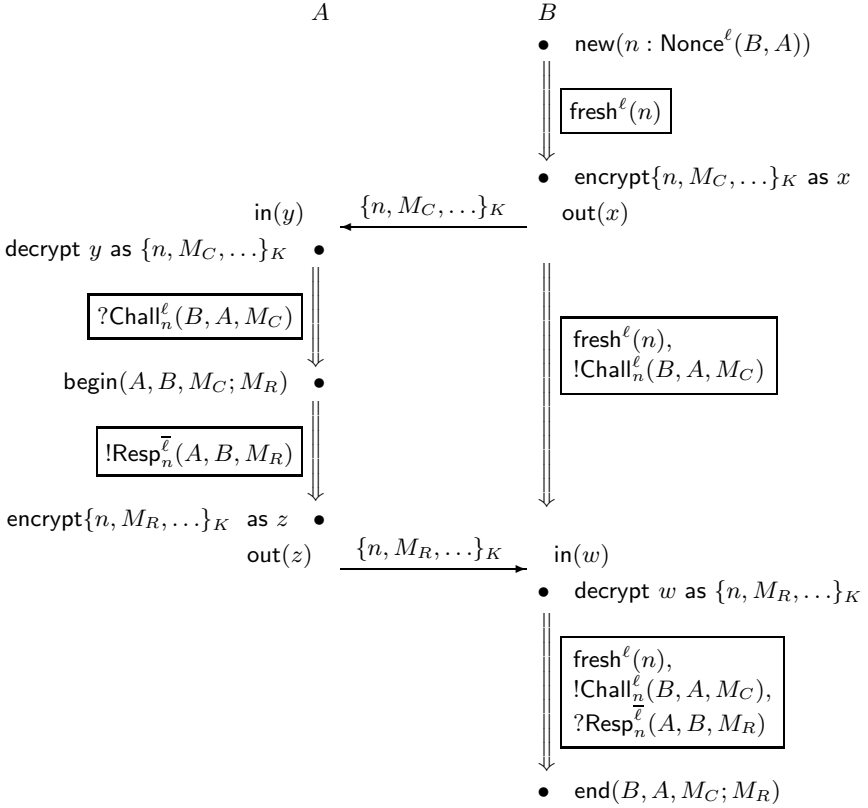 A B
new(n : Nonce^ℓ(B, A))
fresh^ℓ(n)
encrypt{n, M_C, …}_K as x
{n, M_C, …}_K
in(y) out(x)
decrypt y as {n, M_C, …}_K
?Chall^ℓ_n(B, A, M_C)
fresh^ℓ(n),
!Chall^ℓ_n(B, A, M_C)
begin(A, B, M_C; M_R)
!Resp^ℓ̅_n(A, B, M_R)
encrypt{n, M_R, …}_K as z
out(z) {n, M_R, …}_K in(w)
decrypt w as {n, M_R, …}_K
fresh^ℓ(n),
!Chall^ℓ_n(B, A, M_C),
?Resp^ℓ̅_n(A, B, M_R)
end(B, A, M_C; M_R)